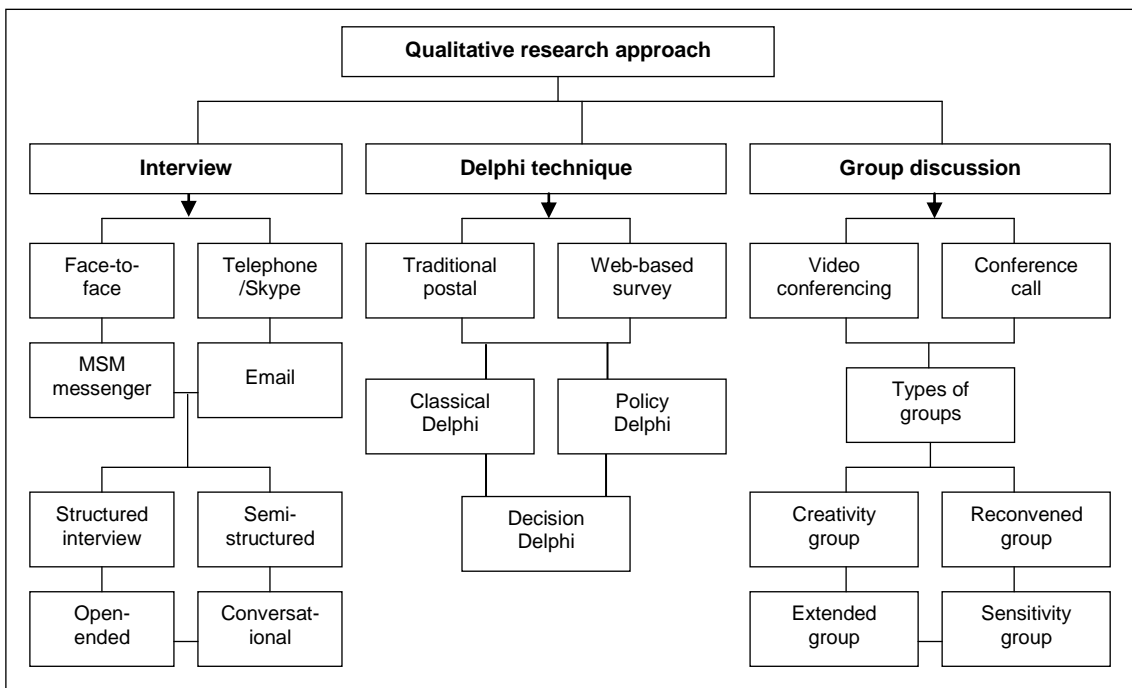 Qualitative research approach
Interview
Delphi technique
Group discussion
Face-to-
face
Telephone
/Skype
Traditional
postal
Web-based
survey
Video
conferencing
Conference
call
MSM
messenger
Email
Classical
Delphi
Policy
Delphi
Types of
groups
Structured
interview
Semi-
structured
Decision
Delphi
Creativity
group
Reconvened
group
Open-
ended
Conversat-
ional
Extended
group
Sensitivity
group